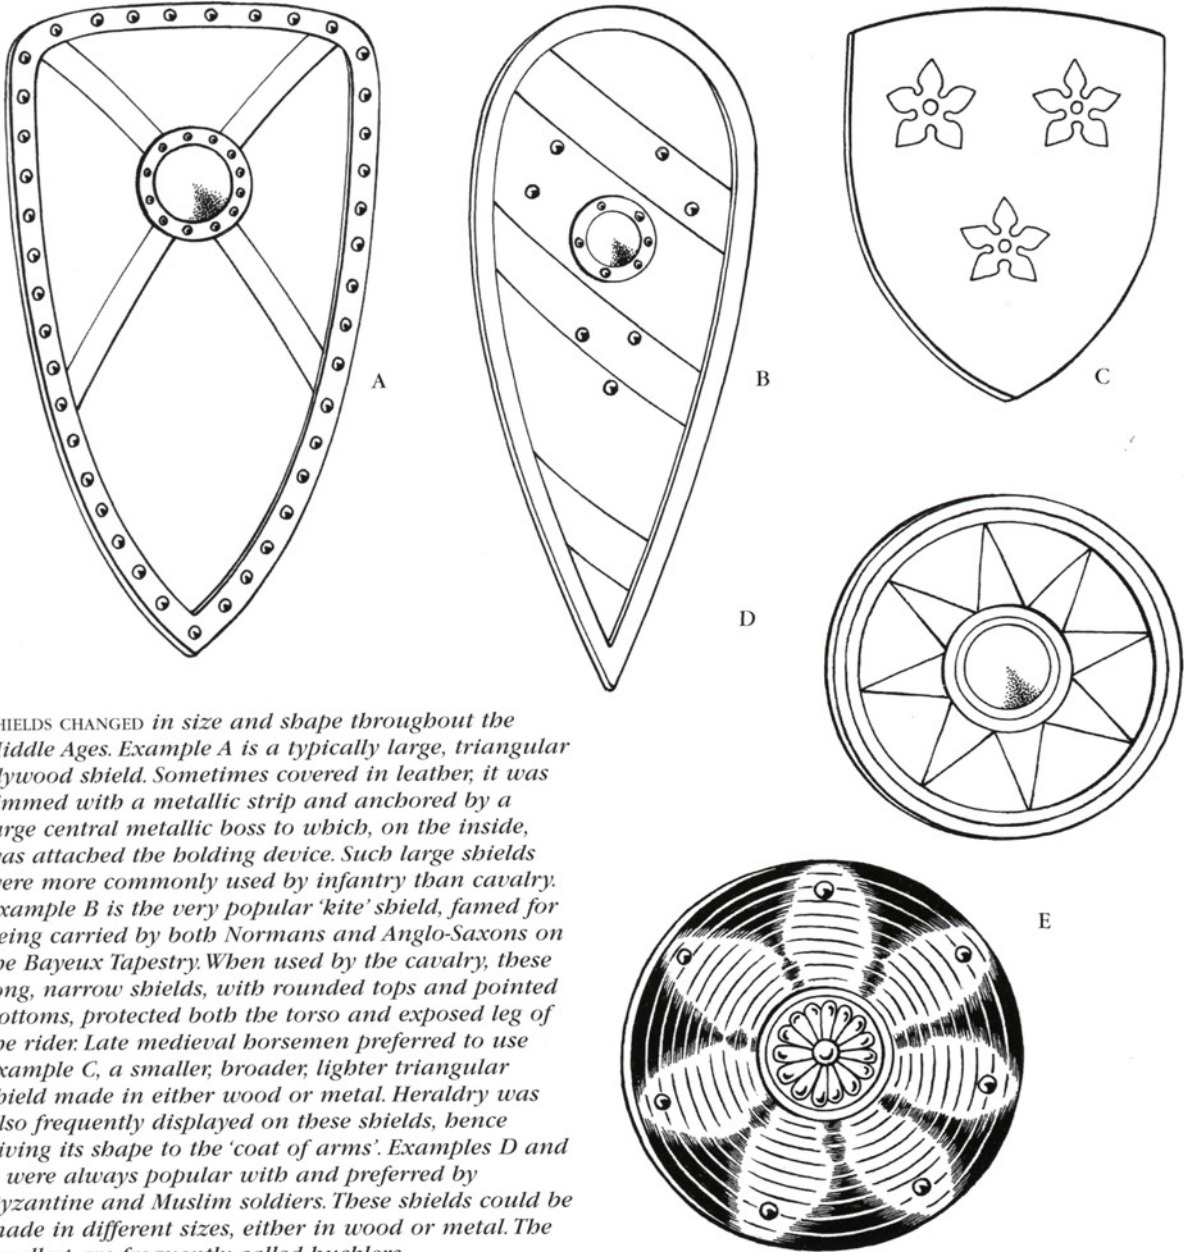 A
B
C
D
E
HIELDS CHANGED in size and shape throughout the
iddle Ages. Example A is a typically large, triangular
lywood shield. Sometimes covered in leather, it was
immed with a metallic strip and anchored by a
arge central metallic boss to which, on the inside,
as attached the holding device. Such large shields
ere more commonly used by infantry than cavalry.
xample B is the very popular ‘kite’ shield, famed for
eing carried by both Normans and Anglo-Saxons on
he Bayeux Tapestry. When used by the cavalry, these
ong, narrow shields, with rounded tops and pointed
ottoms, protected both the torso and exposed leg of
he rider. Late medieval horsemen preferred to use
xample C, a smaller, broader, lighter triangular
hield made in either wood or metal. Heraldry was
lso frequently displayed on these shields, hence
iving its shape to the ‘coat of arms’. Examples D and
were always popular with and preferred by
yzantine and Muslim soldiers. These shields could be
made in different sizes, either in wood or metal. The